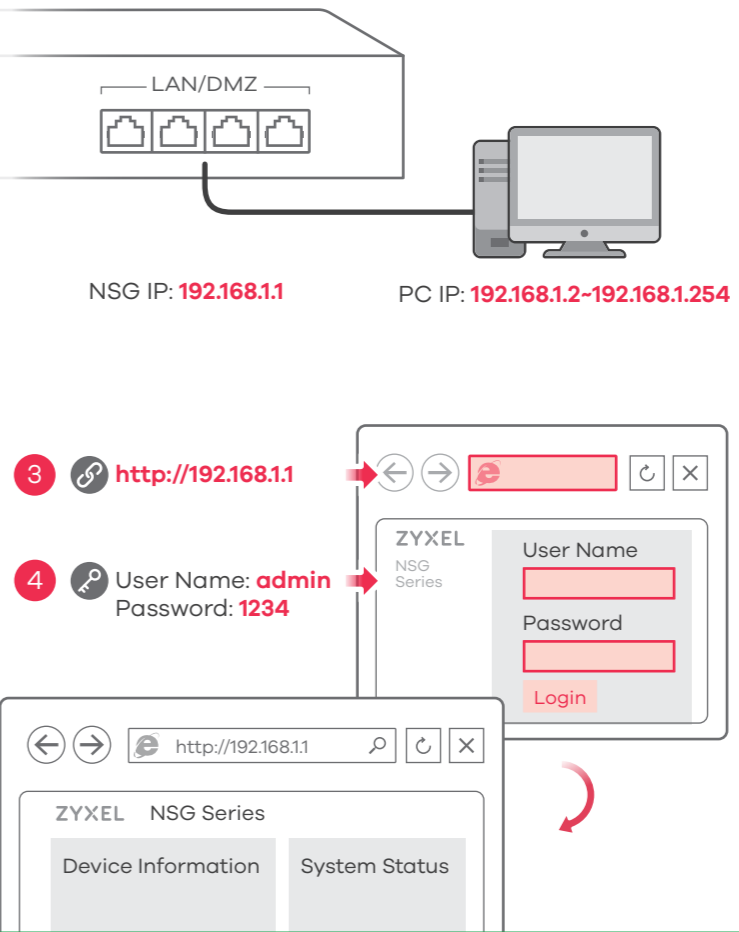 LAN/DMZ
NSG IP: 192.168.1.1
PC IP: 192.168.1.2~192.168.1.254
3 http://192.168.1.1
4 User Name: admin
Password: 1234
ZYXEL
NSG
Series
User Name
Password
Login
http://192.168.1.1
ZYXEL NSG Series
Device Information System Status